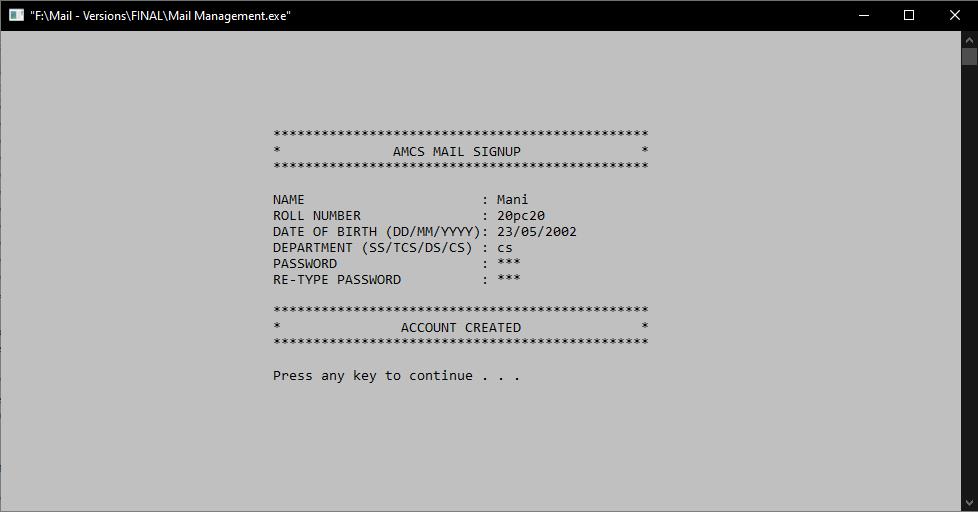 "F:\Mail - Versions\FINAL\Mail Management.exe"
***********************************************
* AMCS MAIL SIGNUP *
***********************************************
NAME : Mani
ROLL NUMBER : 20pc20
DATE OF BIRTH (DD/MM/YYYY): 23/05/2002
DEPARTMENT (SS/TCS/DS/CS) : cs
PASSWORD : ***
RE-TYPE PASSWORD : ***
***********************************************
* ACCOUNT CREATED *
***********************************************
Press any key to continue . . .